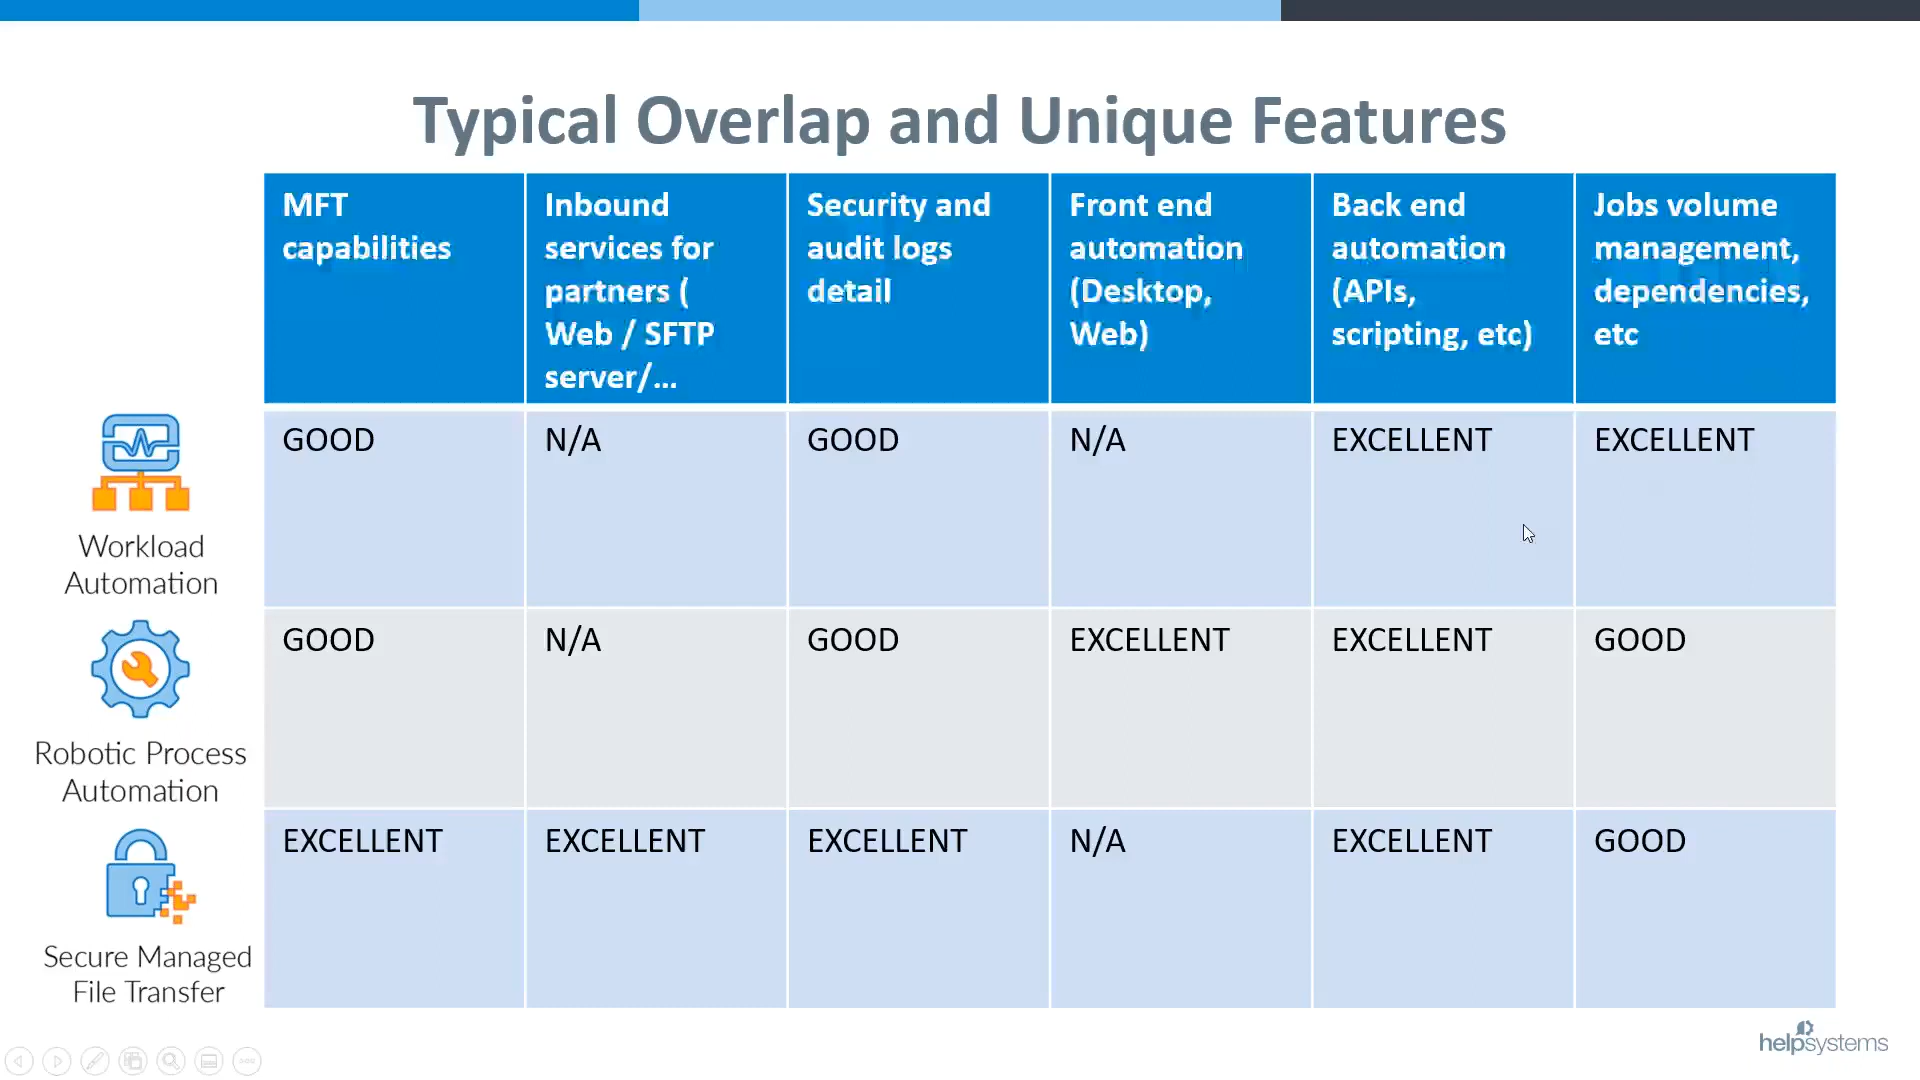 Typical Overlap and Unique Features
MFT
capabilities
Inbound
services for
partners (
Web / SFTP
server/...
Security and
audit logs
detail
Front end
automation
(Desktop,
Web)
Back end
automation
(APIs,
scripting, etc)
Jobs volume
management,
dependencies,
etc
Workload
Automation
GOOD
N/A
GOOD
N/A
EXCELLENT
EXCELLENT
Robotic Process
Automation
GOOD
N/A
GOOD
EXCELLENT
EXCELLENT
GOOD
Secure Managed
File Transfer
EXCELLENT
EXCELLENT
EXCELLENT
N/A
EXCELLENT
GOOD
helpsystems